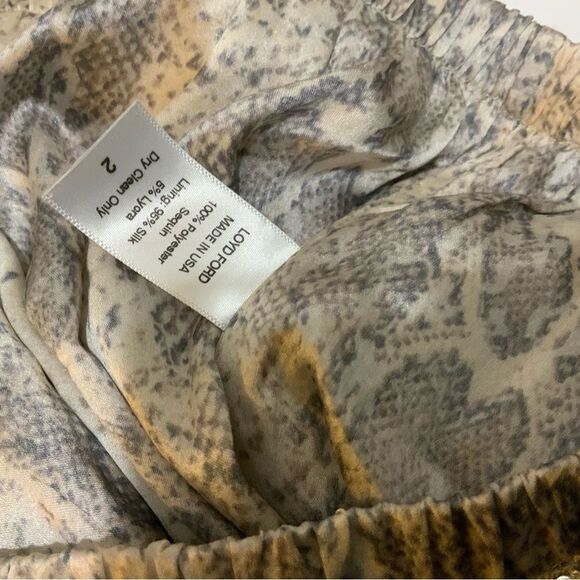 LOYD FORD
MADE IN USA
100% Polyester
Sequin
Lining: 95% Silk
5% Lycra
Dry Clean Only
2